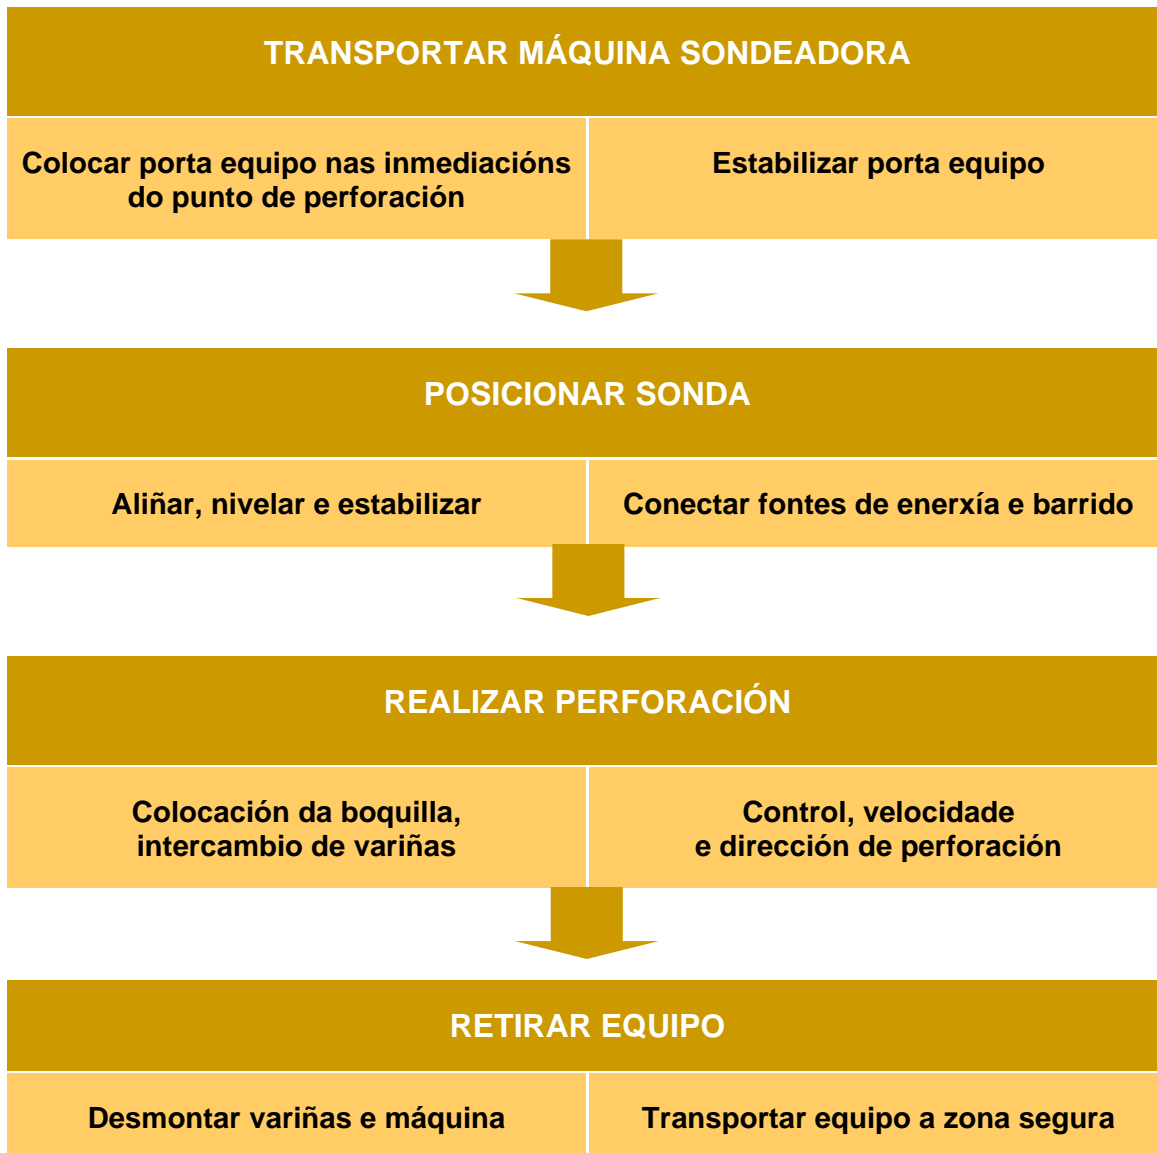 TRANSPORTAR MÁQUINA SONDEADORA
Colocar porta equipo nas inmediacións
do punto de perforación
Estabilizar porta equipo
POSICIONAR SONDA
Aliñar, nivelar e estabilizar
Conectar fontes de enerxía e barrido
REALIZAR PERFORACIÓN
Colocación da boquilla,
intercambio de variñas
Control, velocidade
e dirección de perforación
RETIRAR EQUIPO
Desmontar variñas e máquina
Transportar equipo a zona segura